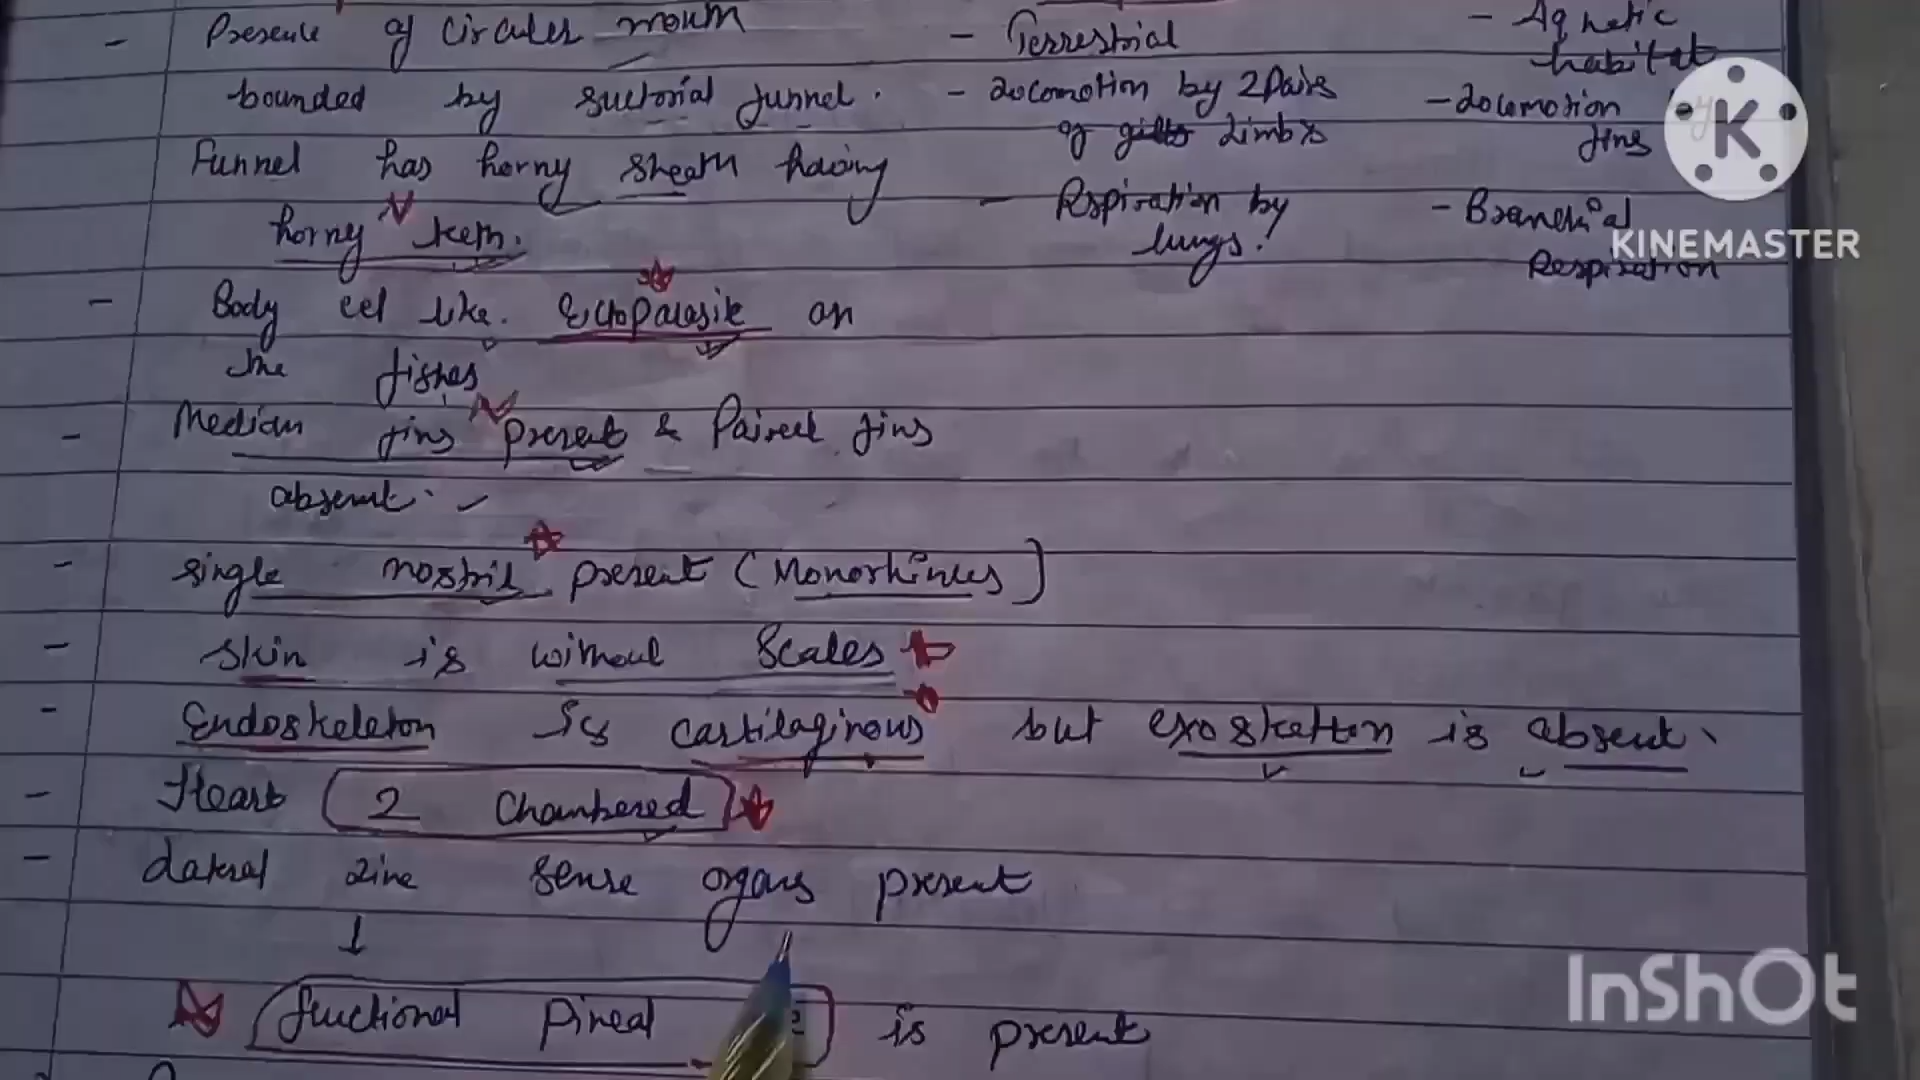 - Presence of circular mouth
bounded by suctorial funnel.
Funnel has horny sheath having
horny teeth.
- Body eel like. Ectoparasite on
the fishes
- Median fins present & Paired fins
absent.
- single nostril present (Monorhinus)
- skin is without scales
- Endoskeleton is cartilaginous but exoskeleton is absent.
- Heart 2 Chambered
- Lateral line sense organs present
functional Pineal is present
- Terrestrial
- Locomotion by 2 Pairs
of limbs
- Respiration by
lungs.
- Aquatic
habitat
- Locomotion by
fins
- Branchial
Respiration
K
KINEMASTER
InShOt